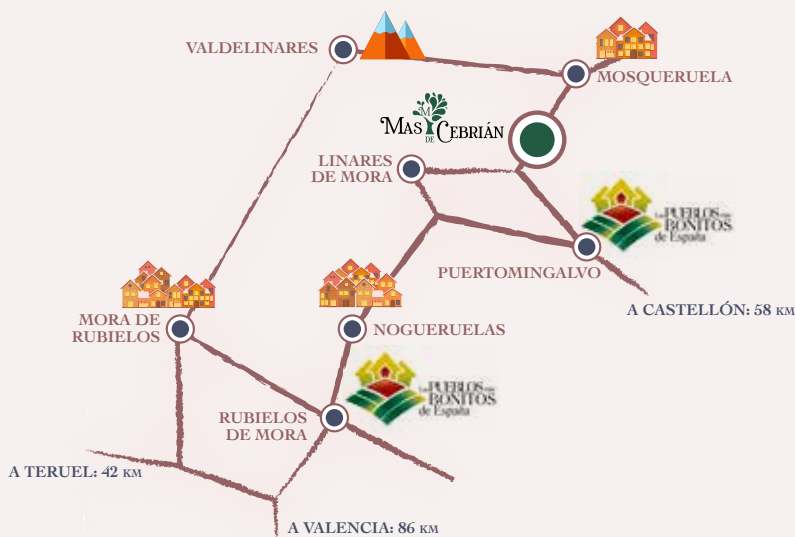 VALDELINARES
MOSQUERUELA
M
MAS DE CEBRIÁN
LINARES
DE MORA
Los PUEBLOS más
BONITOS
de España
PUERTOMINGALVO
A CASTELLÓN: 58 KM
MORA DE
RUBIELOS
NOGUERUELAS
Los PUEBLOS más
BONITOS
de España
RUBIELOS
DE MORA
A TERUEL: 42 KM
A VALENCIA: 86 KM